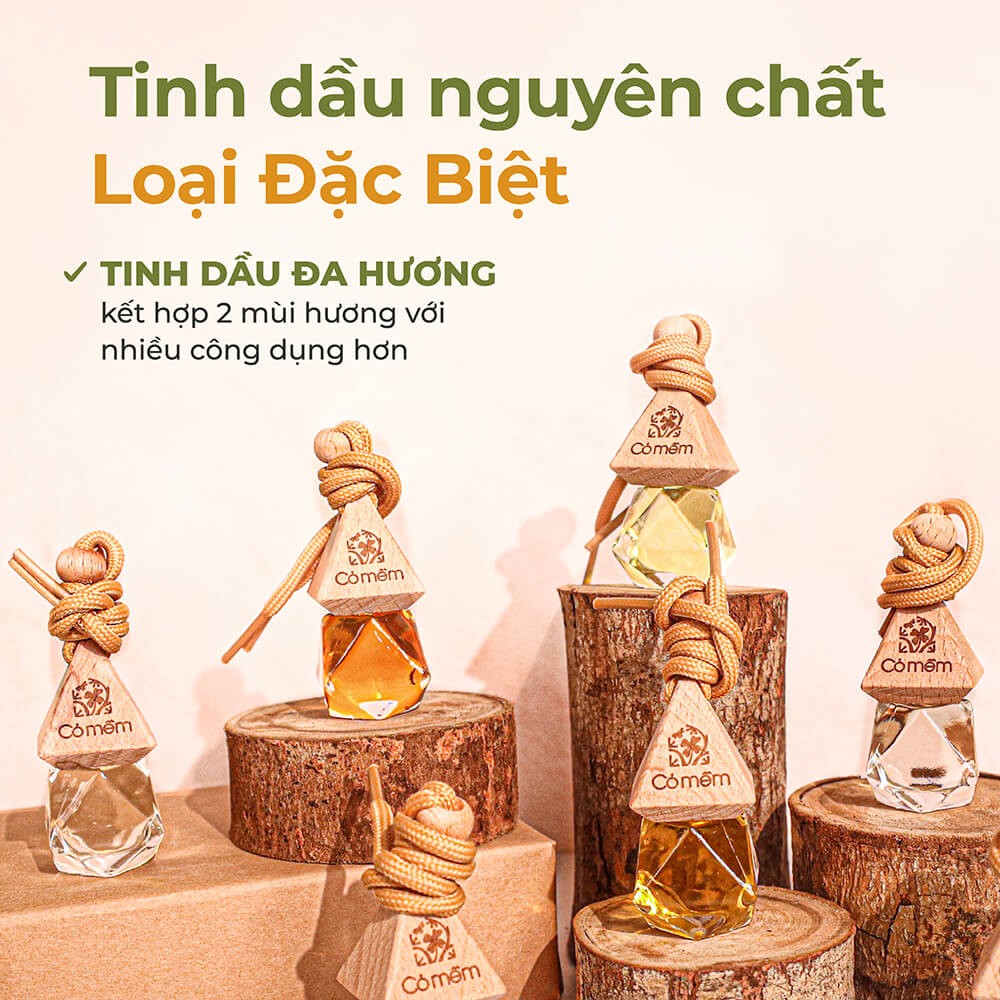 Tinh dầu nguyên chất
Loại Đặc Biệt
TINH DẦU ĐA HƯƠNG
kết hợp 2 mùi hương với
nhiều công dụng hơn
Cỏ mềm
Cỏ mềm
Cỏ mềm
Cỏ mềm
Cỏ mềm
Cỏ mềm